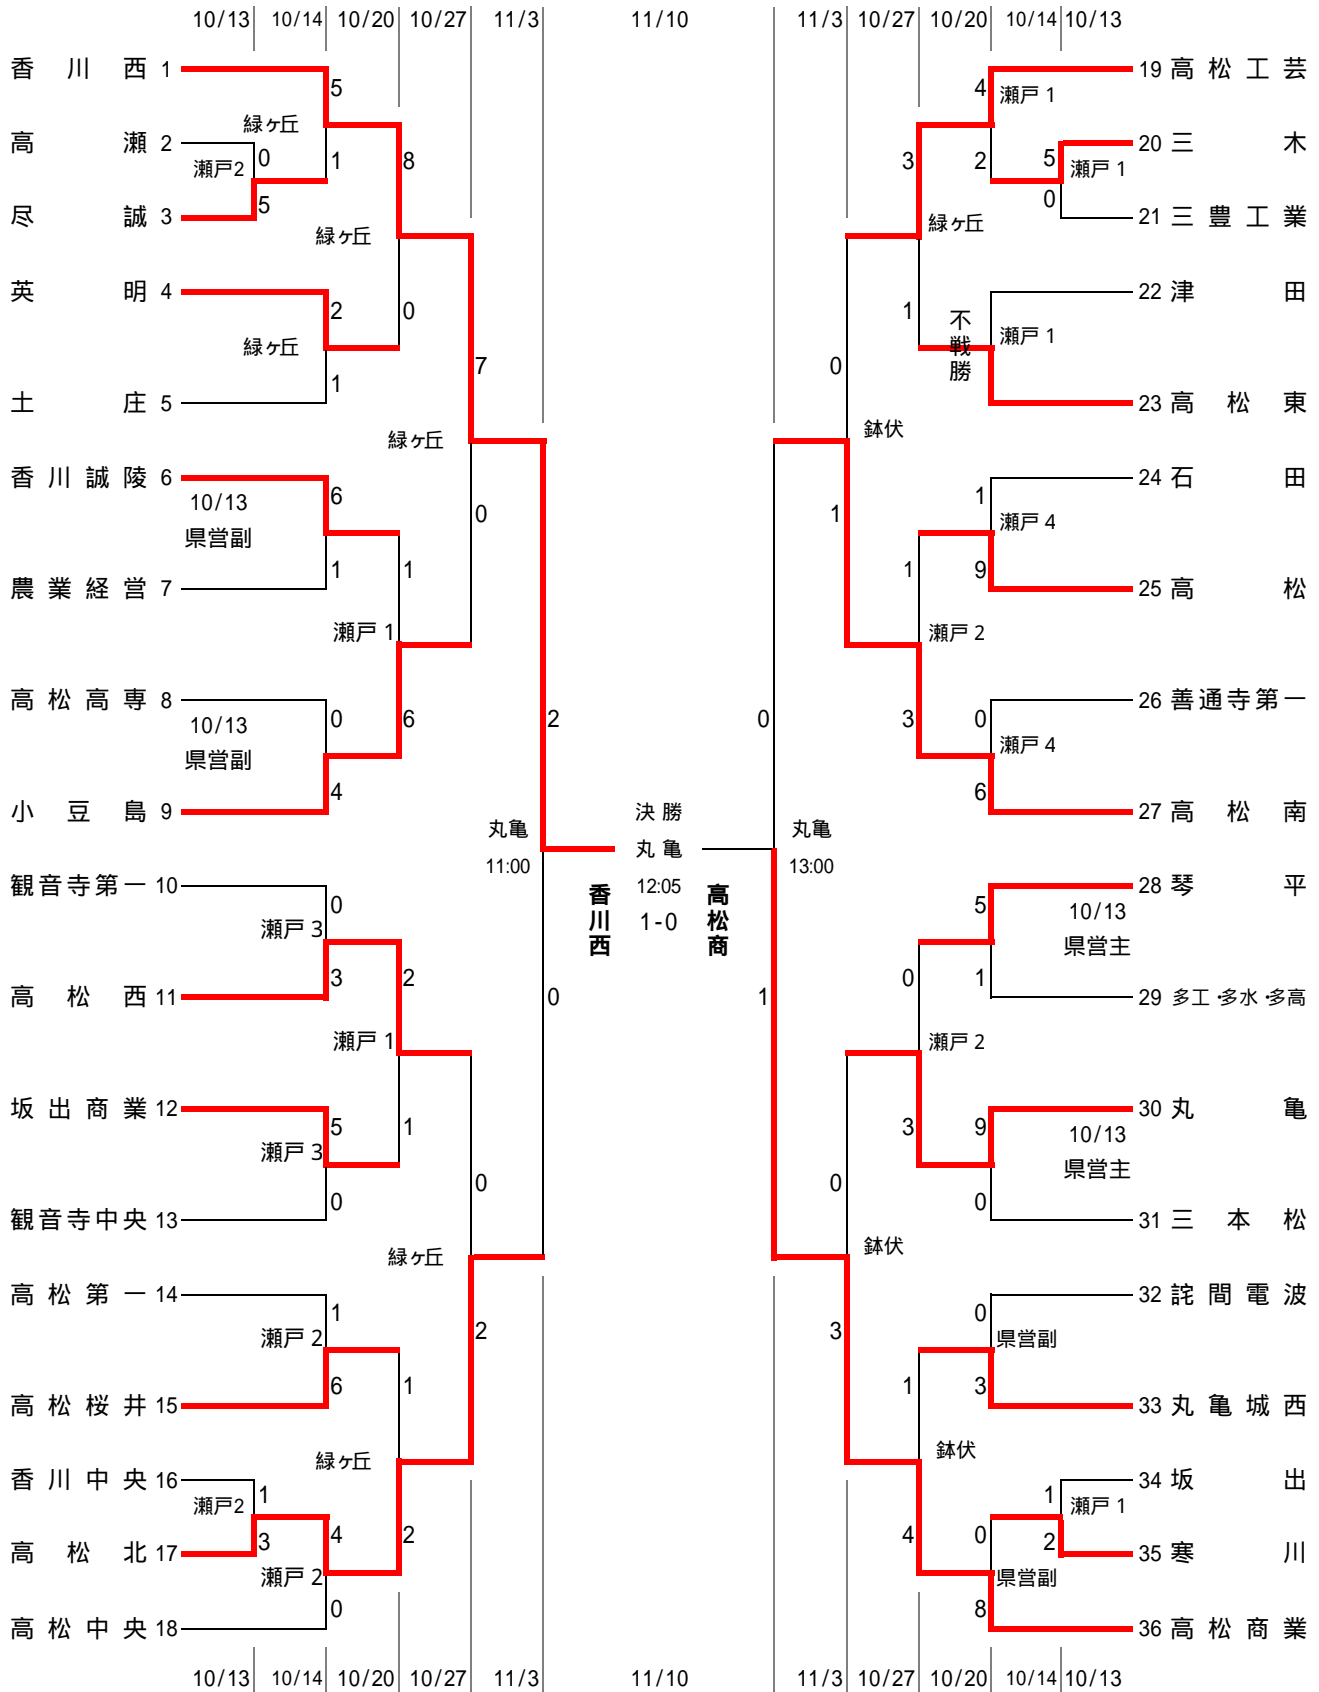 10/13 10/14 10/20 10/27 11/3 11/10 11/3 10/27 10/20 10/14 10/13
香川西 1
高瀬 2
尽誠 3
英明 4
土庄 5
香川誠陵 6
農業経営 7
高松高専 8
小豆島 9
観音寺第一 10
高松西 11
坂出商業 12
観音寺中央 13
高松第一 14
高松桜井 15
香川中央 16
高松北 17
高松中央 18
5
緑ヶ丘
1
0
瀬戸2
5
8
緑ヶ丘
0
2
緑ヶ丘
1
7
緑ヶ丘
0
6
10/13
県営副
1
1
瀬戸 1
6
0
10/13
県営副
4
2
丸亀
11:00
0
0
瀬戸 3
3
2
瀬戸 1
1
5
瀬戸 3
0
0
緑ヶ丘
2
1
瀬戸 2
6
1
緑ヶ丘
2
1
瀬戸2
3
4
瀬戸 2
0
決勝
丸亀
12:05
1-0
香川西
高松商
19 高松工芸
20 三木
21 三豊工業
22 津田
23 高松東
24 石田
25 高松
26 善通寺第一
27 高松南
28 琴平
29 多工・多水・多高
30 丸亀
31 三本松
32 詫間電波
33 丸亀城西
34 坂出
35 寒川
36 高松商業
4
瀬戸 1
2
5
瀬戸 1
0
3
緑ヶ丘
1
不戦勝
瀬戸 1
0
鉢伏
1
1
瀬戸 4
9
1
瀬戸 2
3
0
瀬戸 4
6
0
丸亀
13:00
1
5
10/13
県営主
1
0
瀬戸 2
3
9
10/13
県営主
0
0
鉢伏
3
0
県営副
3
1
鉢伏
4
1
瀬戸 1
2
0
県営副
8
10/13 10/14 10/20 10/27 11/3 11/10 11/3 10/27 10/20 10/14 10/13